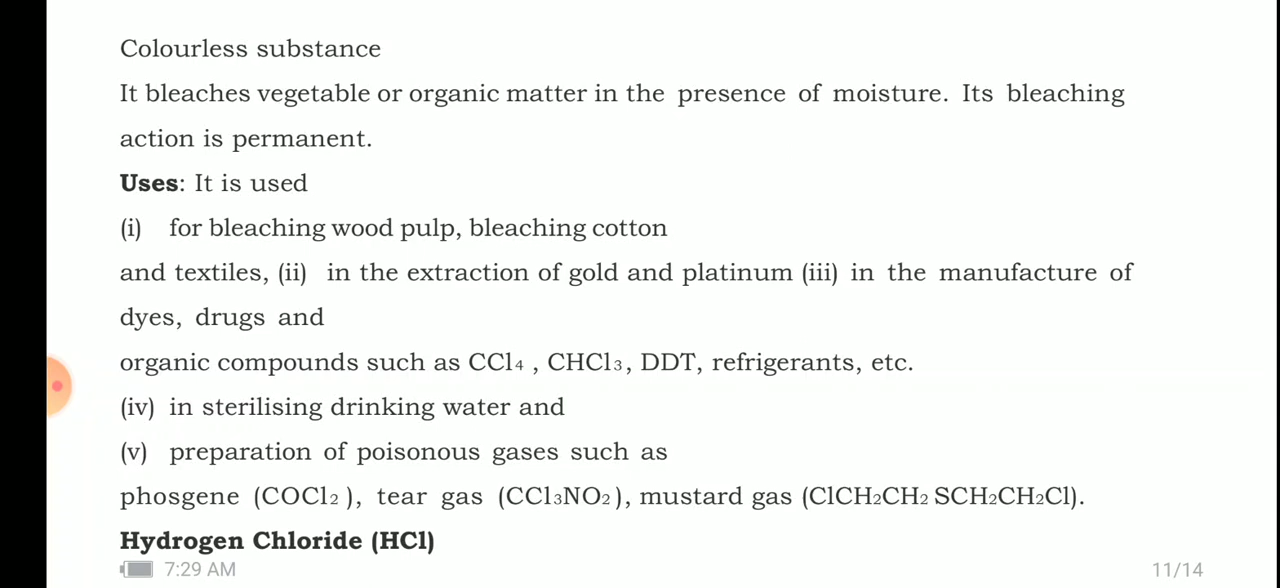 Colourless substance
It bleaches vegetable or organic matter in the presence of moisture. Its bleaching
action is permanent.
Uses: It is used
(i) for bleaching wood pulp, bleaching cotton
and textiles, (ii) in the extraction of gold and platinum (iii) in the manufacture of
dyes, drugs and
organic compounds such as CCl₄ , CHCl₃, DDT, refrigerants, etc.
(iv) in sterilising drinking water and
(v) preparation of poisonous gases such as
phosgene (COCl₂ ), tear gas (CCl₃NO₂), mustard gas (ClCH₂CH₂ SCH₂CH₂Cl).
Hydrogen Chloride (HCl)
7:29 AM 11/14